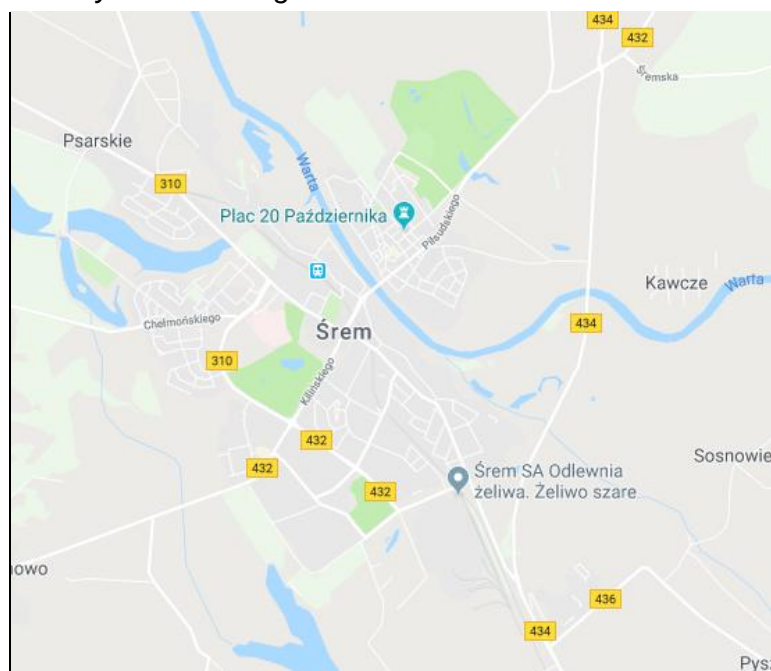 434
432
Śremska
Psarskie
Warta
310
Plac 20 Października
Piłsudskiego
Kawcze
Warta
Chełmońskiego
Śrem
434
310
Kilińskiego
432
432
432
Śrem SA Odlewnia
żeliwa. Żeliwo szare
Sosnowie
owo
436
434
Pysz